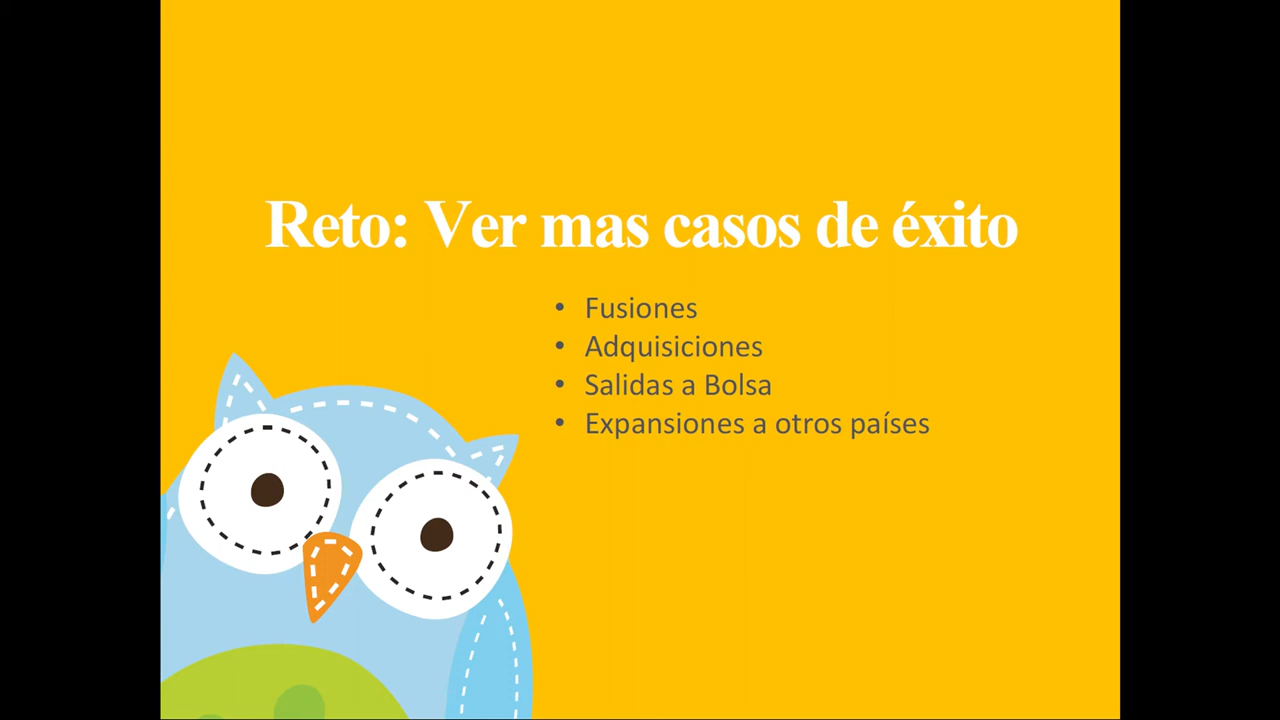 Reto: Ver mas casos de éxito
• Fusiones
• Adquisiciones
• Salidas a Bolsa
• Expansiones a otros países